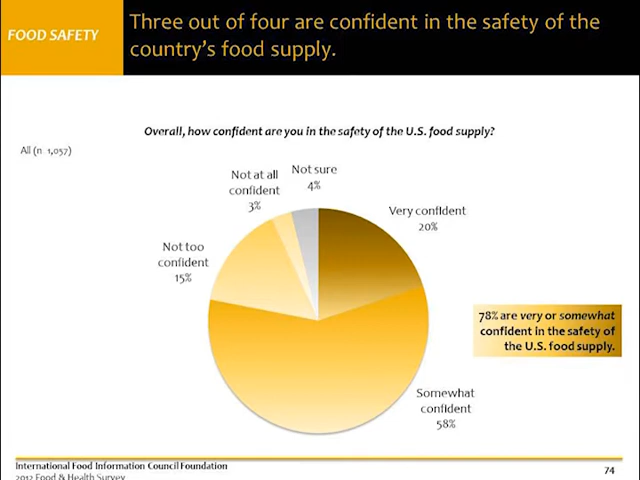 FOOD SAFETY
Three out of four are confident in the safety of the
country's food supply.
Overall, how confident are you in the safety of the U.S. food supply?
All (n 1,057)
Not sure
4%
Not at all
confident
3%
Very confident
20%
Not too
confident
15%
78% are very or somewhat
confident in the safety of
the U.S. food supply.
Somewhat
confident
58%
International Food Information Council Foundation
2012 Food & Health Survey
74